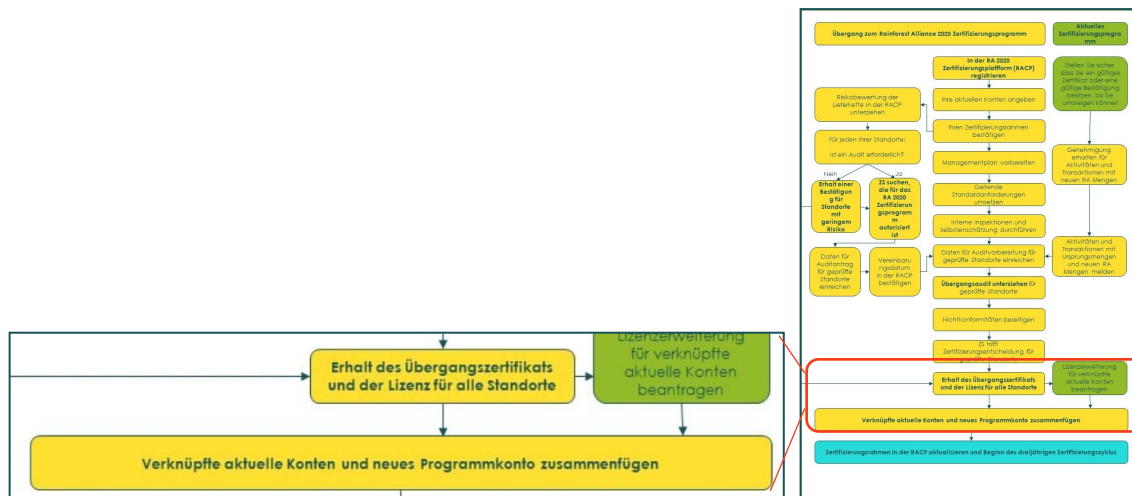 Übergang zum Rainforest Alliance 2020 Zertifizierungsprogramm
Aktuelles
Zertifizierungsprogra
mm
In der RA 2020
Zertifizierungsplattform (RACP)
registrieren
Stellen Sie sicher,
dass Sie ein gültiges
Zertifikat oder eine
gültige Bestätigung
besitzen, bis Sie
umsteigen können
Risikobewertung der
Lieferkette in der RACP
unterziehen
Ihre aktuellen Konten angeben
Ihren Zertifizierungsrahmen
bestätigen
Für jeden Ihrer Standorte:
ist ein Audit erforderlich?
Managementplan vorbereiten
Genehmigung
erhalten für
Aktivitäten und
Transaktionen mit
neuen RA Mengen
Nein
Ja
Erhalt einer
Bestätigun
g für
Standorte
mit
geringem
Risiko
ZS suchen,
die für das
RA 2020
Zertifizieru
ngsprogra
mm
autorisiert
ist
Geltende
Standardanforderungen
umsetzen
Interne Inspektionen und
Selbsteinschätzung durchführen
Daten für
Auditantrag
für geprüfte
Standorte
einreichen
Vereinbaru
ngsdatum
in der RACP
bestätigen
Daten für Auditvorbereitung für
geprüfte Standorte einreichen
Aktivitäten und
Transaktionen mit
Ursprungsmengen
und neuen RA
Mengen melden
Übergangsaudit unterziehen für
geprüfte Standorte
Nichtkonformitäten beseitigen
ZS trifft
Zertifizierungsentscheidung für
geprüfte Standorte
Erhalt des Übergangszertifikats
und der Lizenz für alle Standorte
Lizenzerweiterung
für verknüpfte
aktuelle Konten
beantragen
Verknüpfte aktuelle Konten und neues Programmkonto zusammenfügen
Zertifizierungsrahmen in der RACP aktualisieren und Beginn des dreijährigen Zertifizierungszyklus
Lizenzerweiterung
für verknüpfte
aktuelle Konten
beantragen
Erhalt des Übergangszertifikats
und der Lizenz für alle Standorte
Verknüpfte aktuelle Konten und neues Programmkonto zusammenfügen